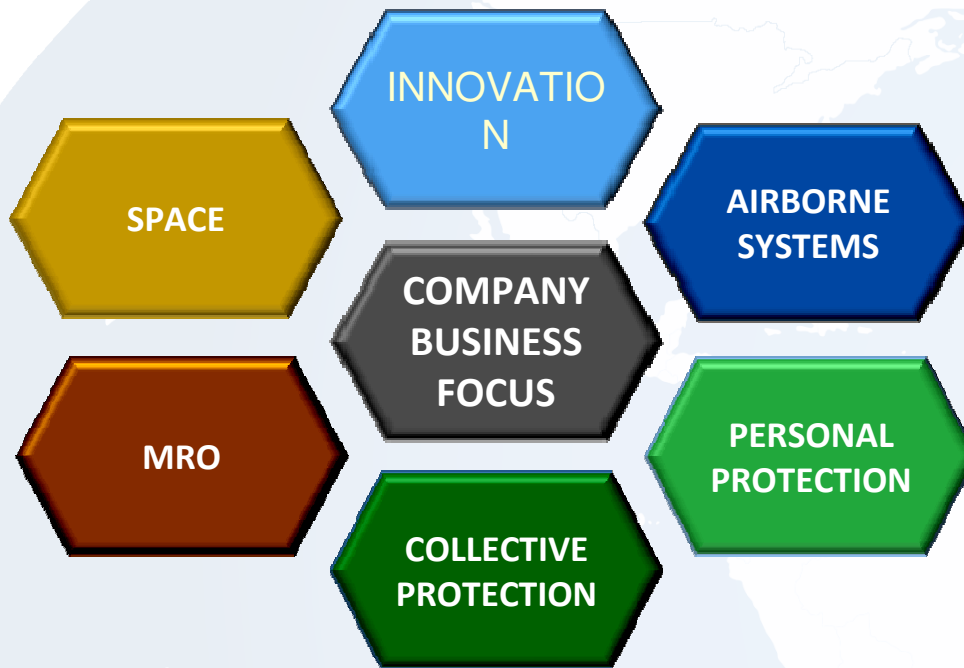 INNOVATIO
N
SPACE
AIRBORNE
SYSTEMS
COMPANY
BUSINESS
FOCUS
MRO
PERSONAL
PROTECTION
COLLECTIVE
PROTECTION